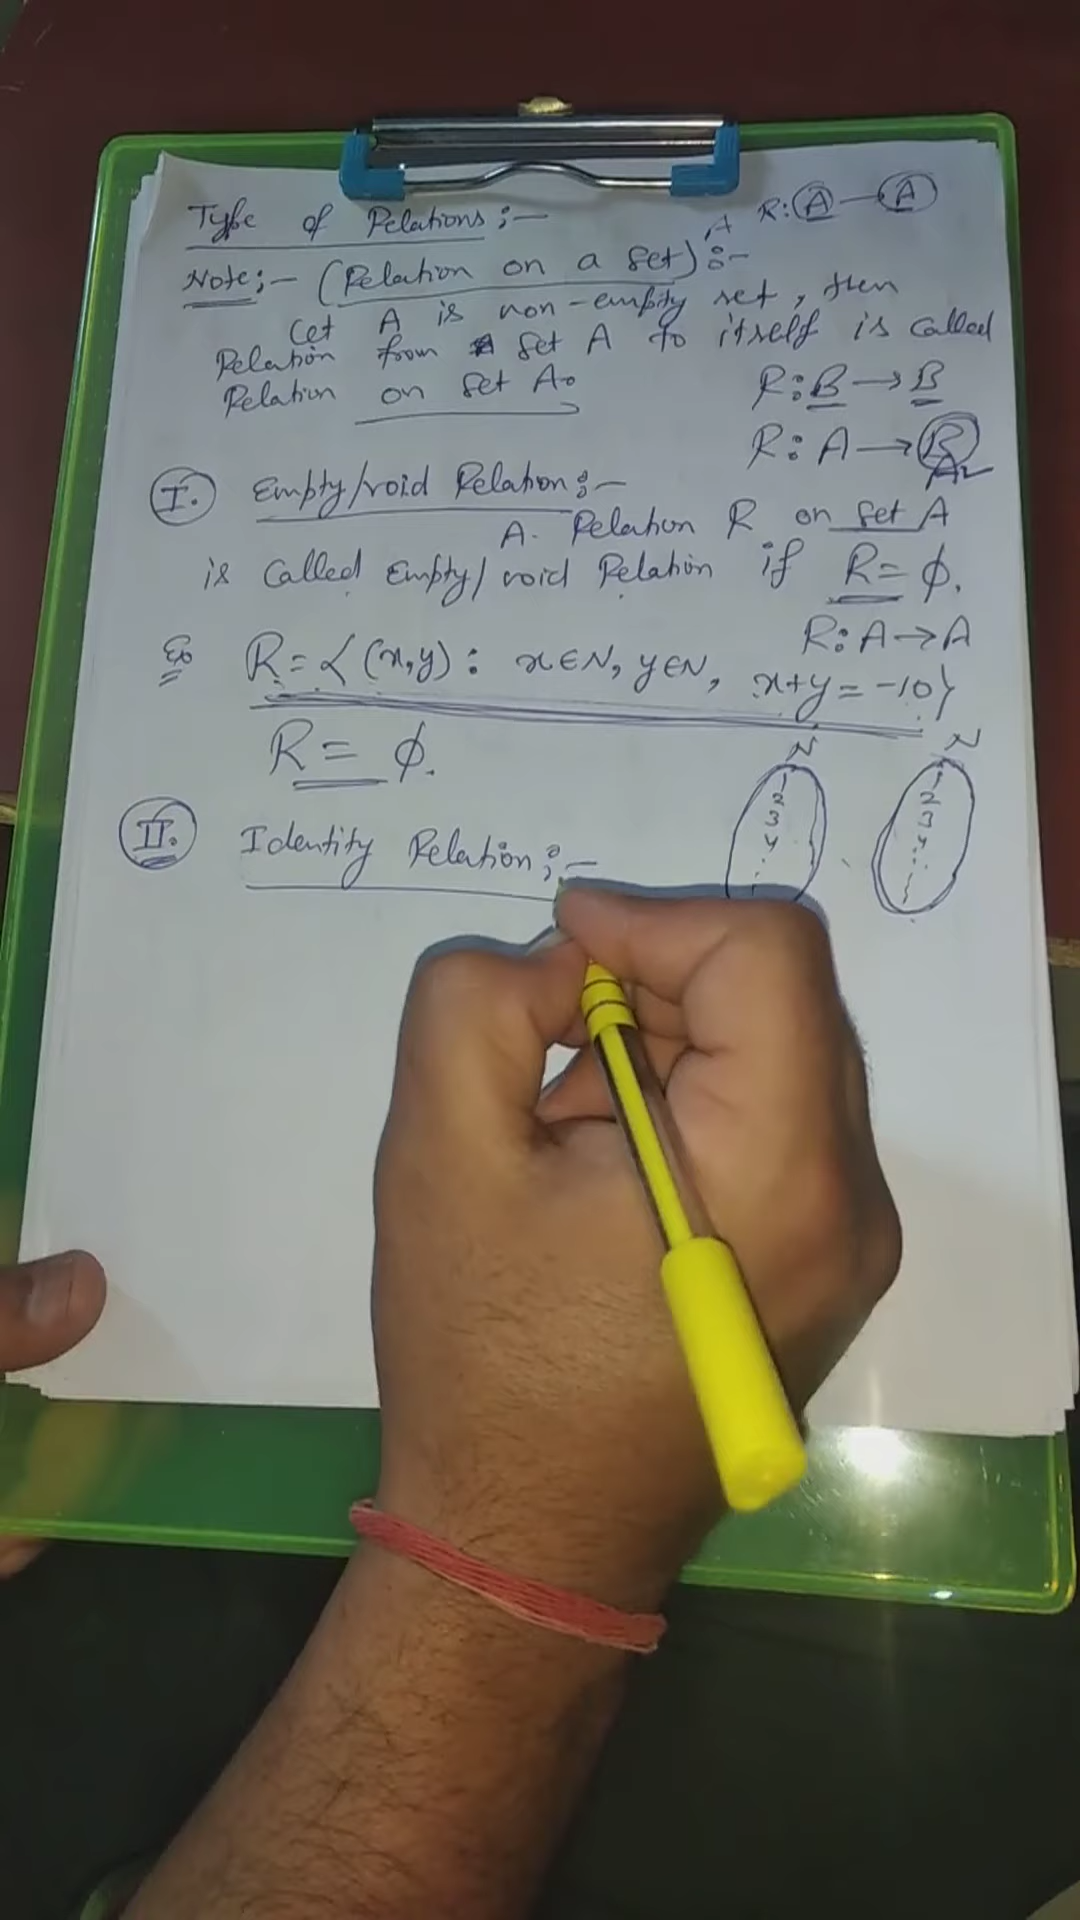 Type of Relations :- R: A — A
Note :- (Relation on a set) A :-
Let A is non-empty set, then
Relation from set A to itself is called
Relation on set A.
R: B → B
R: A → B
A
I. Empty/void Relation :-
A. Relation R on set A
is called Empty/void Relation if R = ϕ.
R: A → A
Ex R = {(x,y) : x∈N, y∈N, x+y = -10}
R = ϕ.
N N
1 1
2 2
3 3
4 4
II. Identity Relation :-